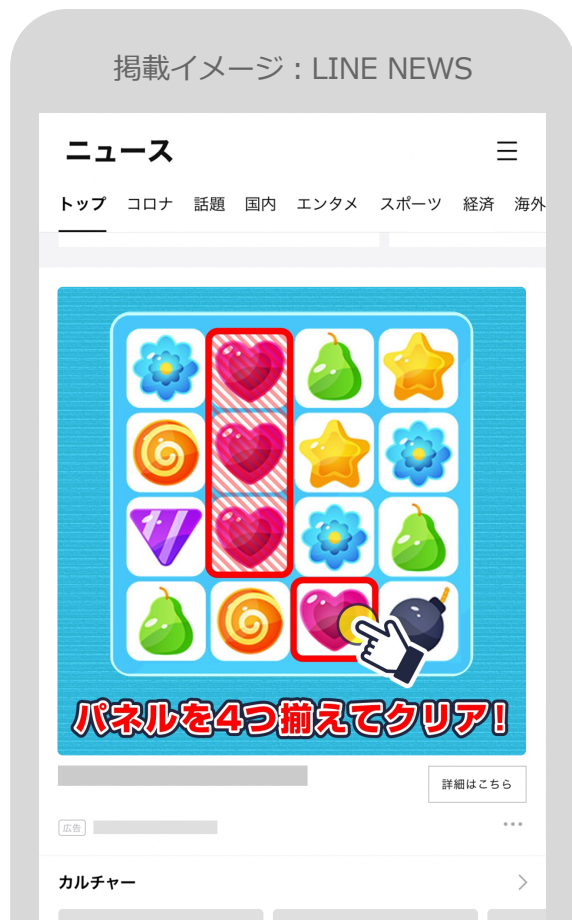 掲載イメージ：LINE NEWS
ニュース
トップ コロナ 話題 国内 エンタメ スポーツ 経済 海外
パネルを4つ揃えてクリア！
詳細はこちら
広告
カルチャー